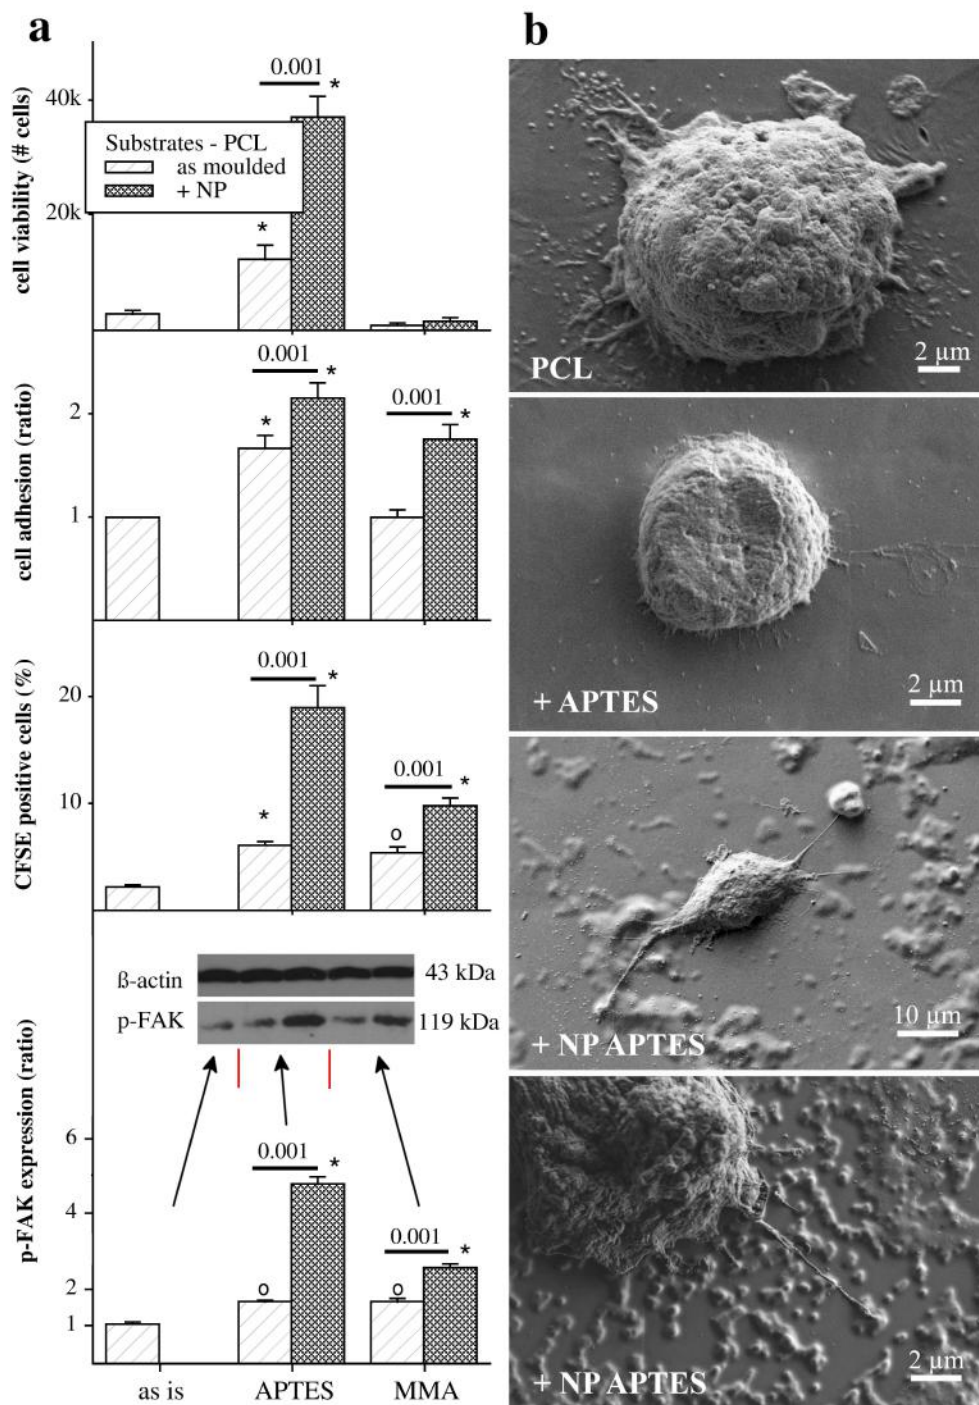 a
cell viability (# cells)
40k
20k
0.001
*
*
Substrates - PCL
as moulded
+ NP
cell adhesion (ratio)
2
1
0.001
*
*
0.001
*
CFSE positive cells (%)
20
10
0.001
*
*
0.001
*
o
ß-actin
43 kDa
p-FAK
119 kDa
p-FAK expression (ratio)
6
4
2
1
0.001
*
o
0.001
*
o
as is
APTES
MMA
b
PCL
2 µm
+ APTES
2 µm
+ NP APTES
10 µm
+ NP APTES
2 µm